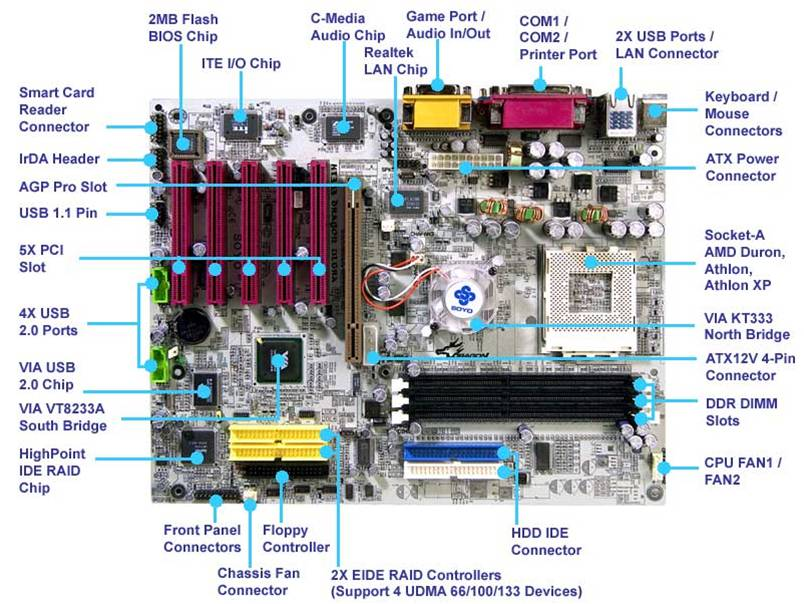 2MB Flash
BIOS Chip
ITE I/O Chip
C-Media
Audio Chip
Realtek
LAN Chip
Game Port /
Audio In/Out
COM1 /
COM2 /
Printer Port
2X USB Ports /
LAN Connector
Smart Card
Reader
Connector
IrDA Header
AGP Pro Slot
USB 1.1 Pin
5X PCI
Slot
4X USB
2.0 Ports
VIA USB
2.0 Chip
VIA VT8233A
South Bridge
HighPoint
IDE RAID
Chip
Keyboard /
Mouse
Connectors
ATX Power
Connector
Socket-A
AMD Duron,
Athlon,
Athlon XP
VIA KT333
North Bridge
ATX12V 4-Pin
Connector
DDR DIMM
Slots
CPU FAN1 /
FAN2
SOYO
DRAGON
Front Panel
Connectors
Floppy
Controller
HDD IDE
Connector
Chassis Fan
Connector
2X EIDE RAID Controllers
(Support 4 UDMA 66/100/133 Devices)